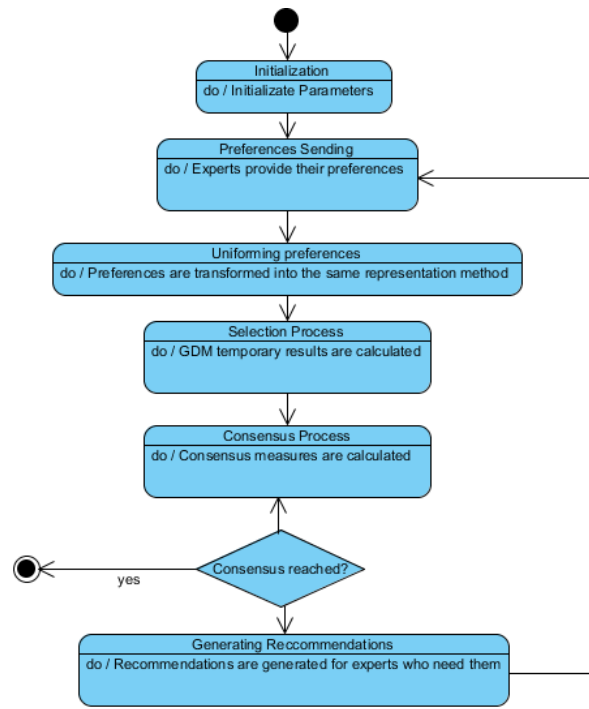 Initialization
do / Initializate Parameters
Preferences Sending
do / Experts provide their preferences
Uniforming preferences
do / Preferences are transformed into the same representation method
Selection Process
do / GDM temporary results are calculated
Consensus Process
do / Consensus measures are calculated
Consensus reached?
yes
Generating Reccommendations
do / Recommendations are generated for experts who need them